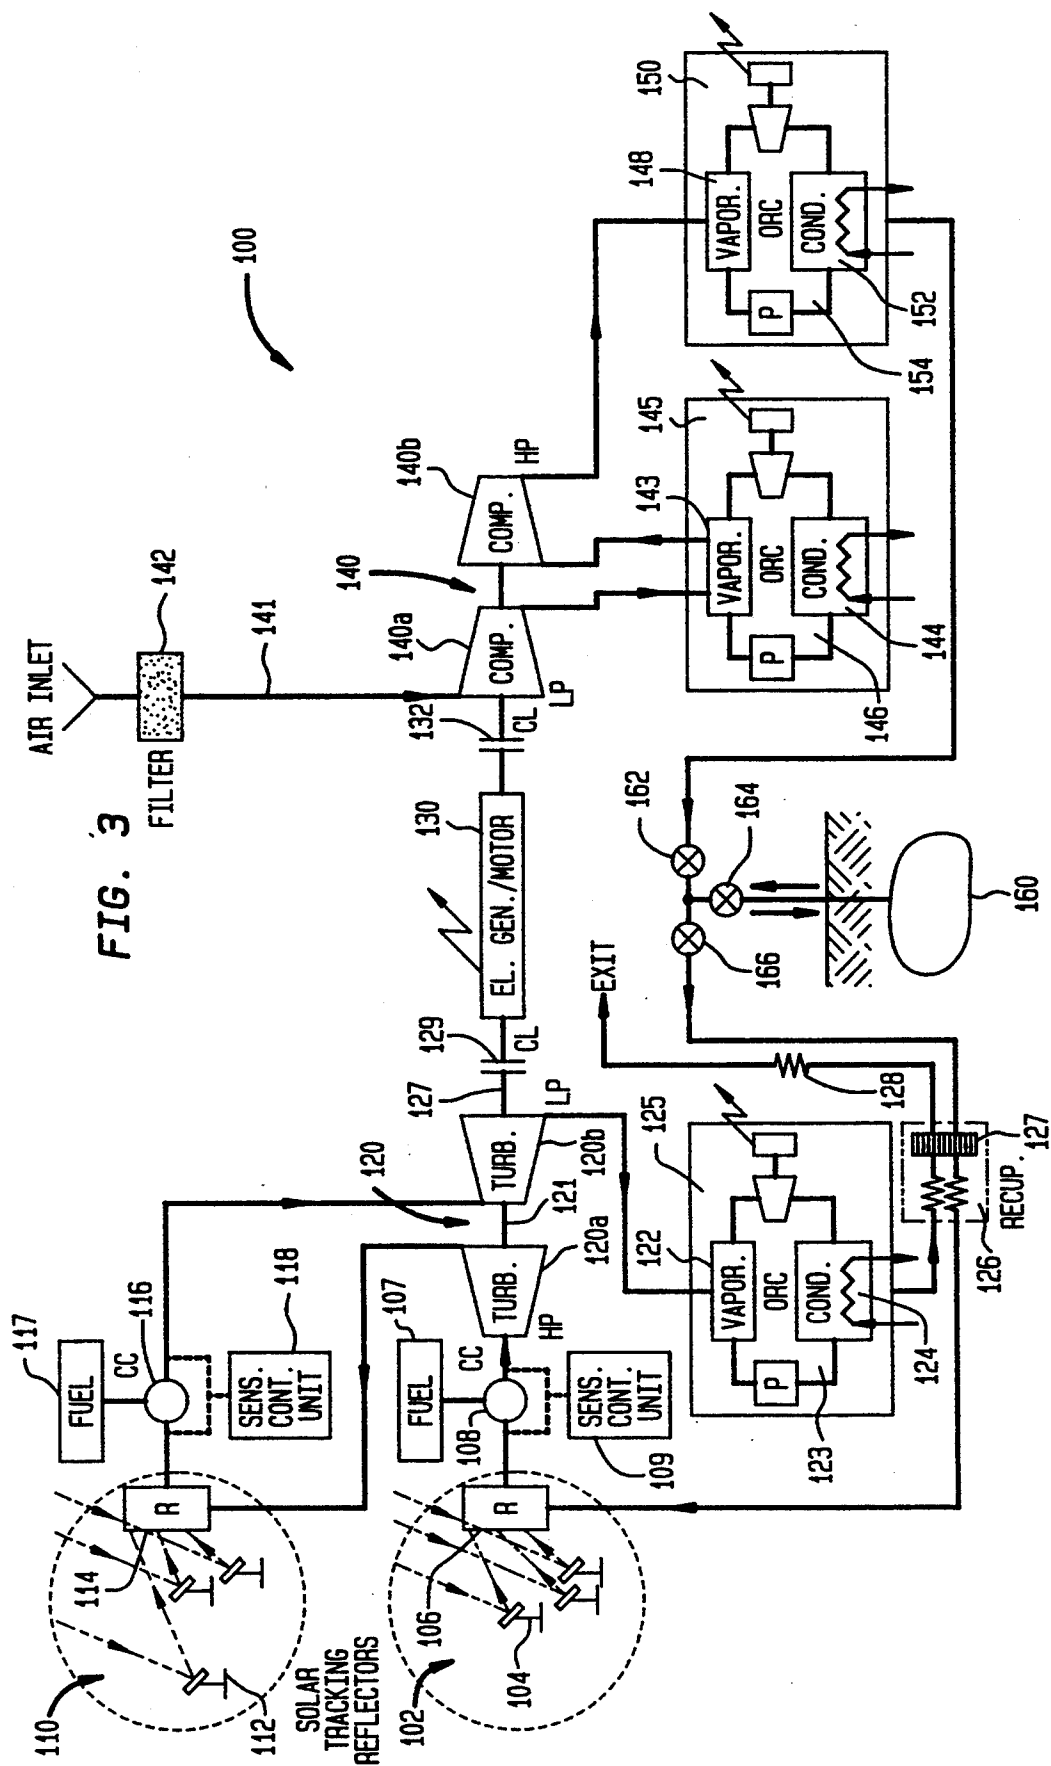 FIG. 3
100
AIR INLET
FILTER
142
141
140
140a
COMP.
LP
140b
COMP.
HP
132
CL
130
EL. GEN./MOTOR
129
CL
127
120
TURB.
LP
120b
121
TURB.
HP
120a
117
FUEL
CC
116
118
SENS.
CONT.
UNIT
107
FUEL
CC
108
SENS.
CONT.
UNIT
109
110
R
114
112
SOLAR
TRACKING
REFLECTORS
102
R
106
104
150
148
VAPOR.
ORC
COND.
P
152
154
145
143
VAPOR.
ORC
COND.
P
144
146
162
164
166
160
EXIT
128
125
122
VAPOR.
ORC
COND.
P
124
123
126
127
RECUP.